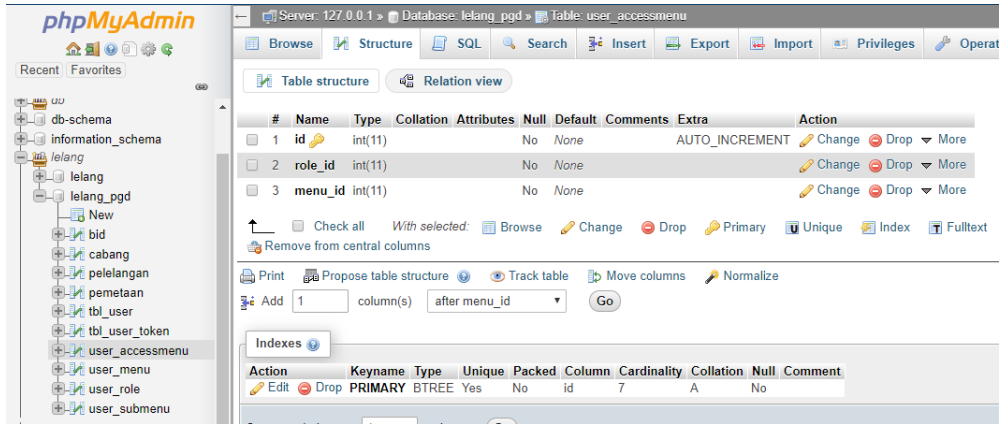 phpMyAdmin
Recent Favorites
db-schema
information_schema
lelang
lelang
lelang_pgd
New
bid
cabang
pelelangan
pemetaan
tbl_user
tbl_user_token
user_accessmenu
user_menu
user_role
user_submenu
Server: 127.0.0.1 » Database: lelang_pgd » Table: user_accessmenu
Browse Structure SQL Search Insert Export Import Privileges
Table structure Relation view
# Name Type Collation Attributes Null Default Comments Extra Action
1 id int(11) No None AUTO_INCREMENT Change Drop More
2 role_id int(11) No None Change Drop More
3 menu_id int(11) No None Change Drop More
Check all With selected: Browse Change Drop Primary Unique Index Fulltext
Remove from central columns
Print Propose table structure Track table Move columns Normalize
Add 1 column(s) after menu_id Go
Indexes
Action Keyname Type Unique Packed Column Cardinality Collation Null Comment
Edit Drop PRIMARY BTREE Yes No id 7 A No